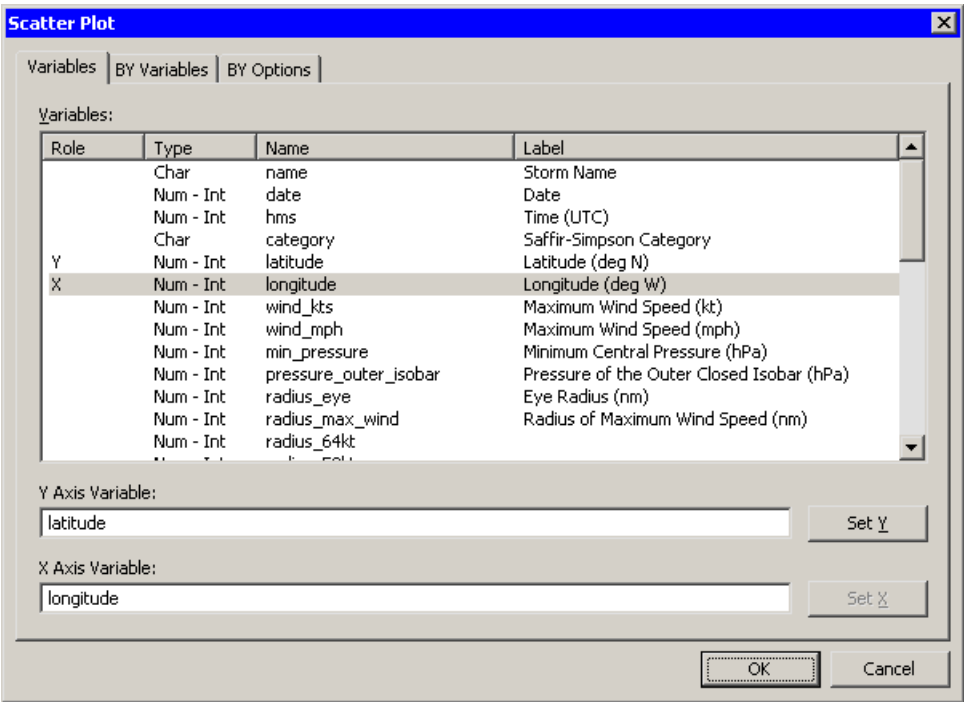 Scatter Plot
Variables BY Variables BY Options
Variables:
Role Type Name Label
Char name Storm Name
Num - Int date Date
Num - Int hms Time (UTC)
Char category Saffir-Simpson Category
Y Num - Int latitude Latitude (deg N)
X Num - Int longitude Longitude (deg W)
Num - Int wind_kts Maximum Wind Speed (kt)
Num - Int wind_mph Maximum Wind Speed (mph)
Num - Int min_pressure Minimum Central Pressure (hPa)
Num - Int pressure_outer_isobar Pressure of the Outer Closed Isobar (hPa)
Num - Int radius_eye Eye Radius (nm)
Num - Int radius_max_wind Radius of Maximum Wind Speed (nm)
Num - Int radius_64kt
Y Axis Variable:
latitude Set Y
X Axis Variable:
longitude Set X
OK Cancel